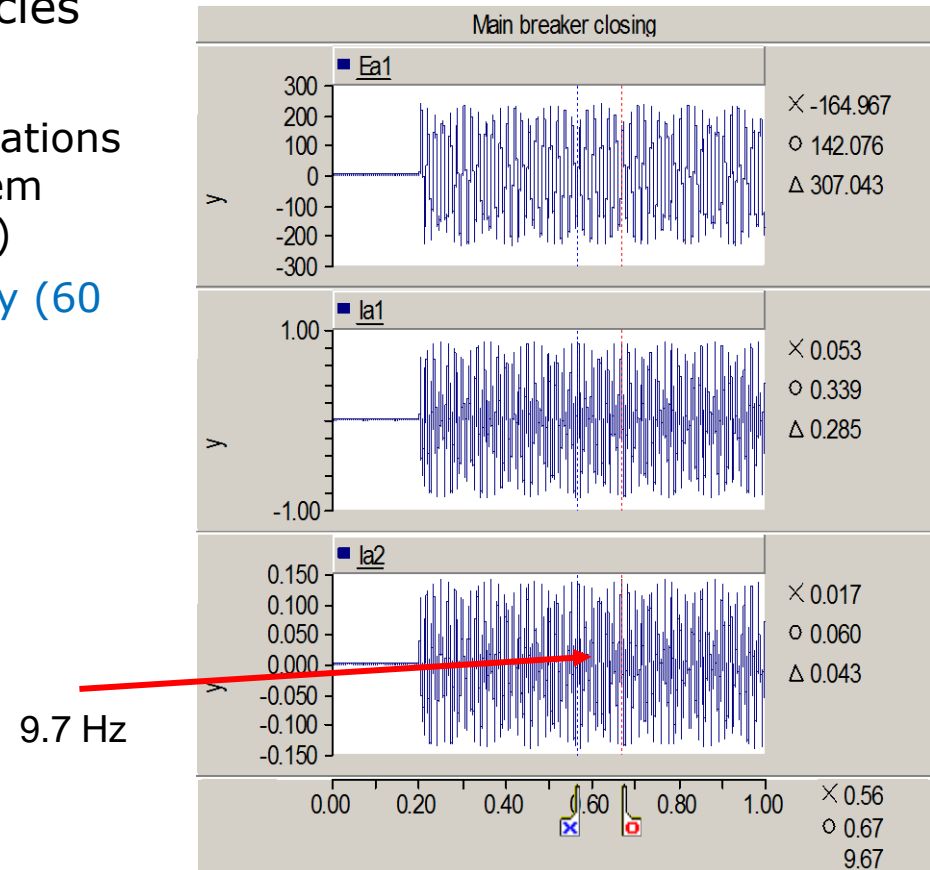 cles
ations
em
)
y (60
Main breaker closing
Ea1
300
200
100
0
-100
-200
-300
y
× -164.967
o 142.076
Δ 307.043
Ia1
1.00
-1.00
y
× 0.053
o 0.339
Δ 0.285
Ia2
0.150
0.100
0.050
0.000
-0.050
-0.100
-0.150
y
× 0.017
o 0.060
Δ 0.043
9.7 Hz
0.00 0.20 0.40 0.60 0.80 1.00
× 0.56
o 0.67
9.67